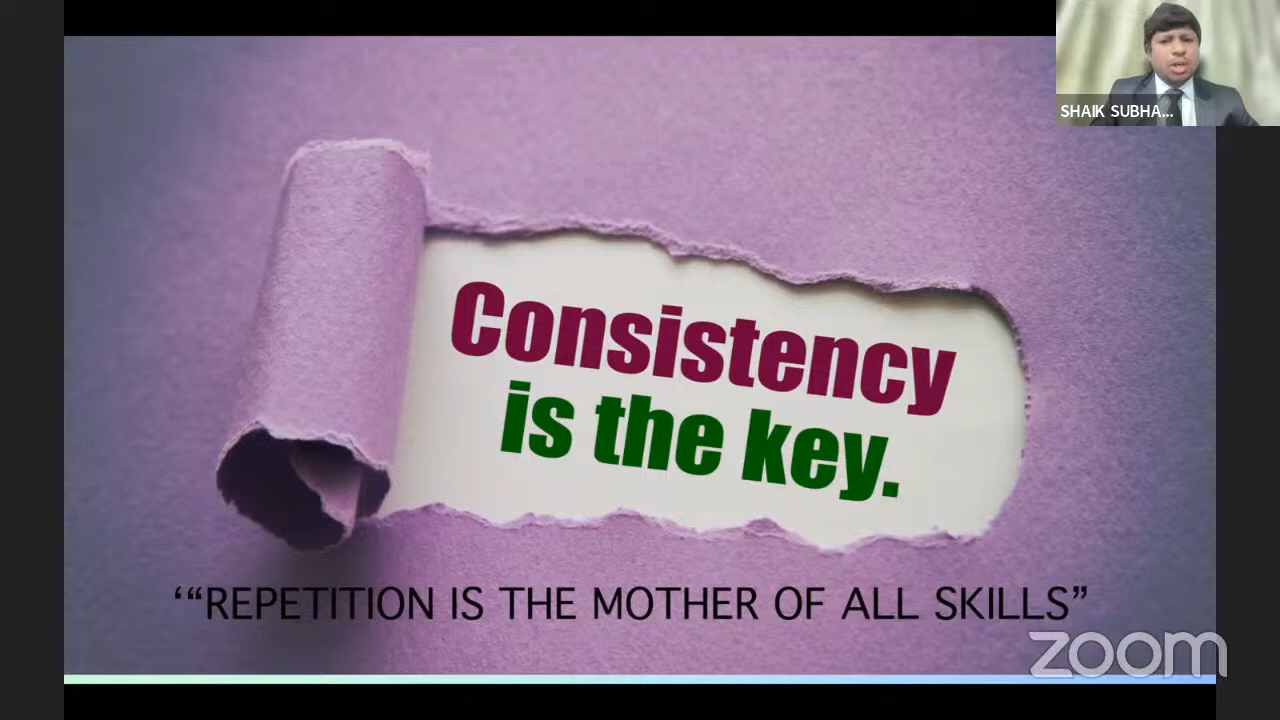 SHAIK SUBHA...
Consistency
is the key.
‘“REPETITION IS THE MOTHER OF ALL SKILLS”
zoom